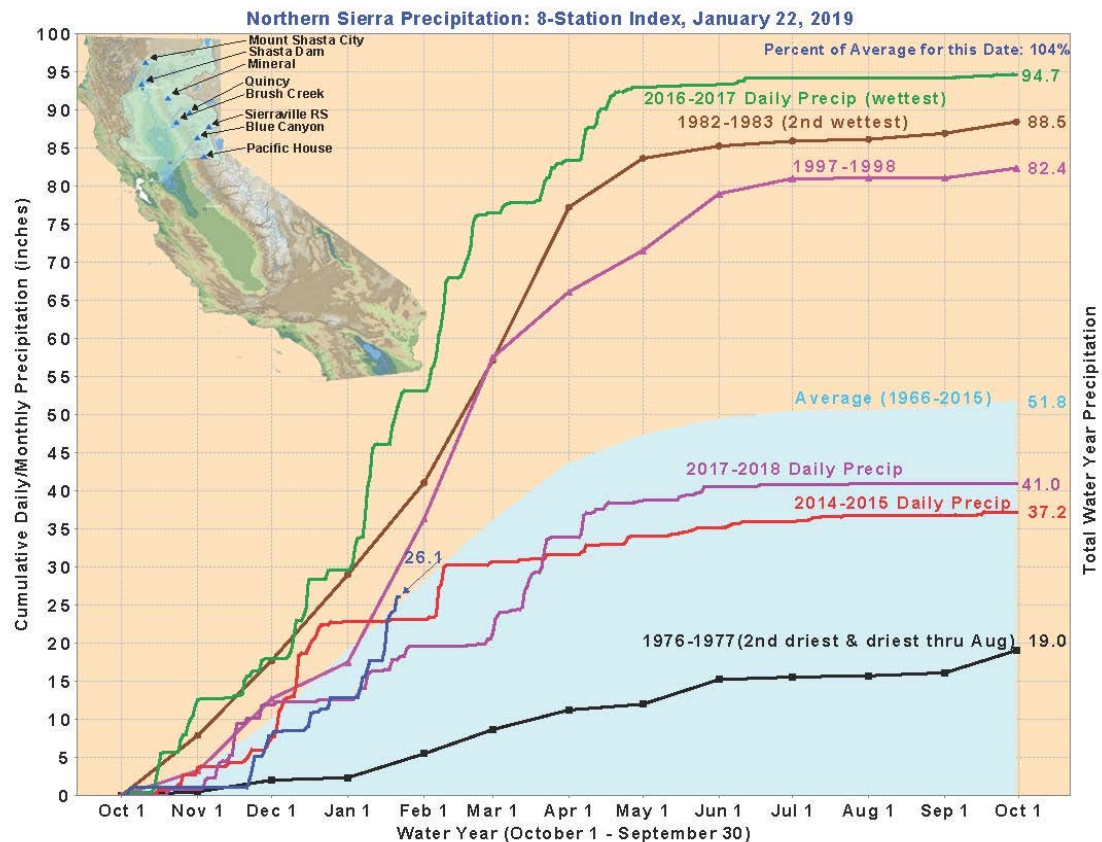 Northern Sierra Precipitation: 8-Station Index, January 22, 2019
Percent of Average for this Date: 104%
Mount Shasta City
Shasta Dam
Mineral
Quincy
Brush Creek
Sierraville RS
Blue Canyon
Pacific House
2016-2017 Daily Precip (wettest)
94.7
1982-1983 (2nd wettest)
88.5
1997-1998
82.4
Average (1966-2015)
51.8
2017-2018 Daily Precip
41.0
2014-2015 Daily Precip
37.2
26.1
1976-1977(2nd driest & driest thru Aug)
19.0
Cumulative Daily/Monthly Precipitation (inches)
100
95
90
85
80
75
70
65
60
55
50
45
40
35
30
25
20
15
10
5
0
Total Water Year Precipitation
Oct 1 Nov 1 Dec 1 Jan 1 Feb 1 Mar 1 Apr 1 May 1 Jun 1 Jul 1 Aug 1 Sep 1 Oct 1
Water Year (October 1 - September 30)